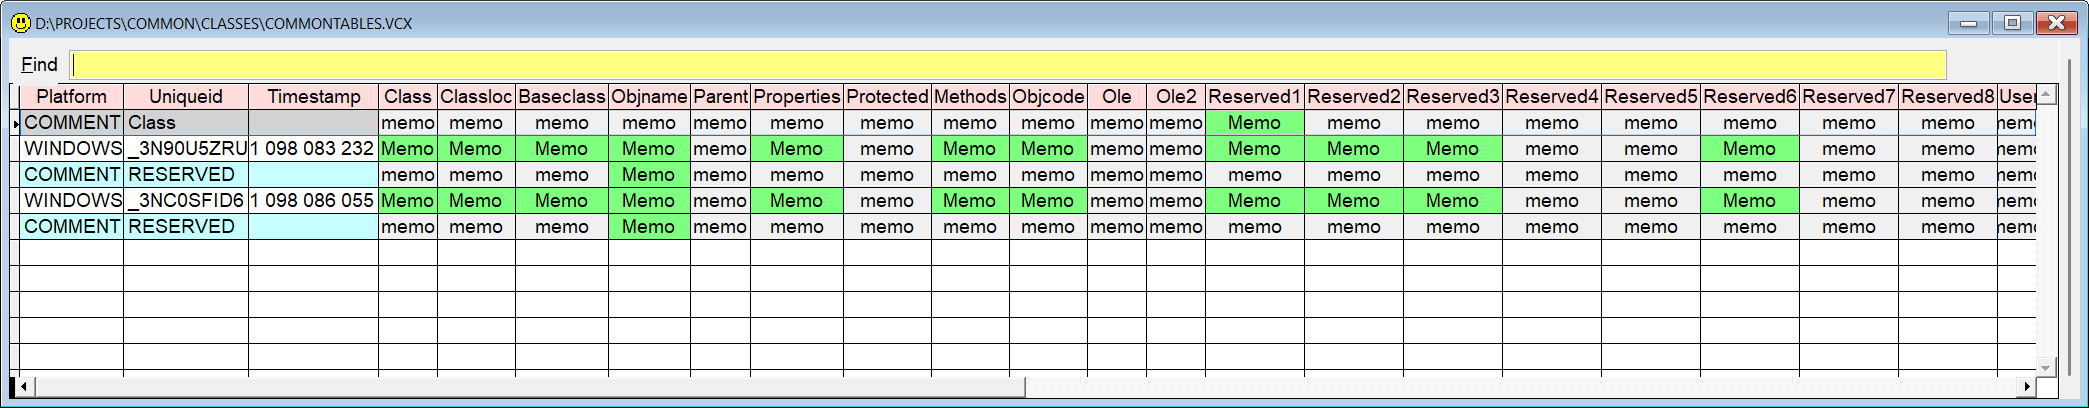 D:\PROJECTS\COMMON\CLASSES\COMMONTABLES.VCX
Find
Platform Uniqueid Timestamp Class Classloc Baseclass Objname Parent Properties Protected Methods Objcode Ole Ole2 Reserved1 Reserved2 Reserved3 Reserved4 Reserved5 Reserved6 Reserved7 Reserved8 User
COMMENT Class memo memo memo memo memo memo memo memo memo memo memo Memo memo memo memo memo memo memo memo memo
WINDOWS _3N90U5ZRU 1 098 083 232 Memo Memo Memo Memo memo Memo memo Memo Memo memo memo Memo Memo Memo memo memo Memo memo memo memo
COMMENT RESERVED memo memo memo Memo memo memo memo memo memo memo memo memo memo memo memo memo memo memo memo memo
WINDOWS _3NC0SFID6 1 098 086 055 Memo Memo Memo Memo memo Memo memo Memo Memo memo memo Memo Memo Memo memo memo Memo memo memo memo
COMMENT RESERVED memo memo memo Memo memo memo memo memo memo memo memo memo memo memo memo memo memo memo memo memo